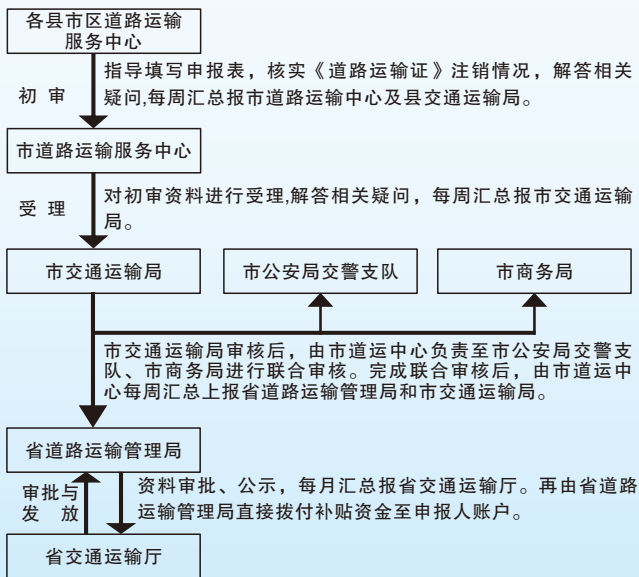 各县市区道路运输
服务中心
初 审
指导填写申报表，核实《道路运输证》注销情况，解答相关
疑问,每周汇总报市道路运输中心及县交通运输局。
市道路运输服务中心
受 理
对初审资料进行受理,解答相关疑问，每周汇总报市交通运输
局。
市交通运输局
市公安局交警支队
市商务局
市交通运输局审核后，由市道运中心负责至市公安局交警支
队、市商务局进行联合审核。完成联合审核后，由市道运中
心每周汇总上报省道路运输管理局和市交通运输局。
省道路运输管理局
审批与
发 放
资料审批、公示，每月汇总报省交通运输厅。再由省道路
运输管理局直接拨付补贴资金至申报人账户。
省交通运输厅